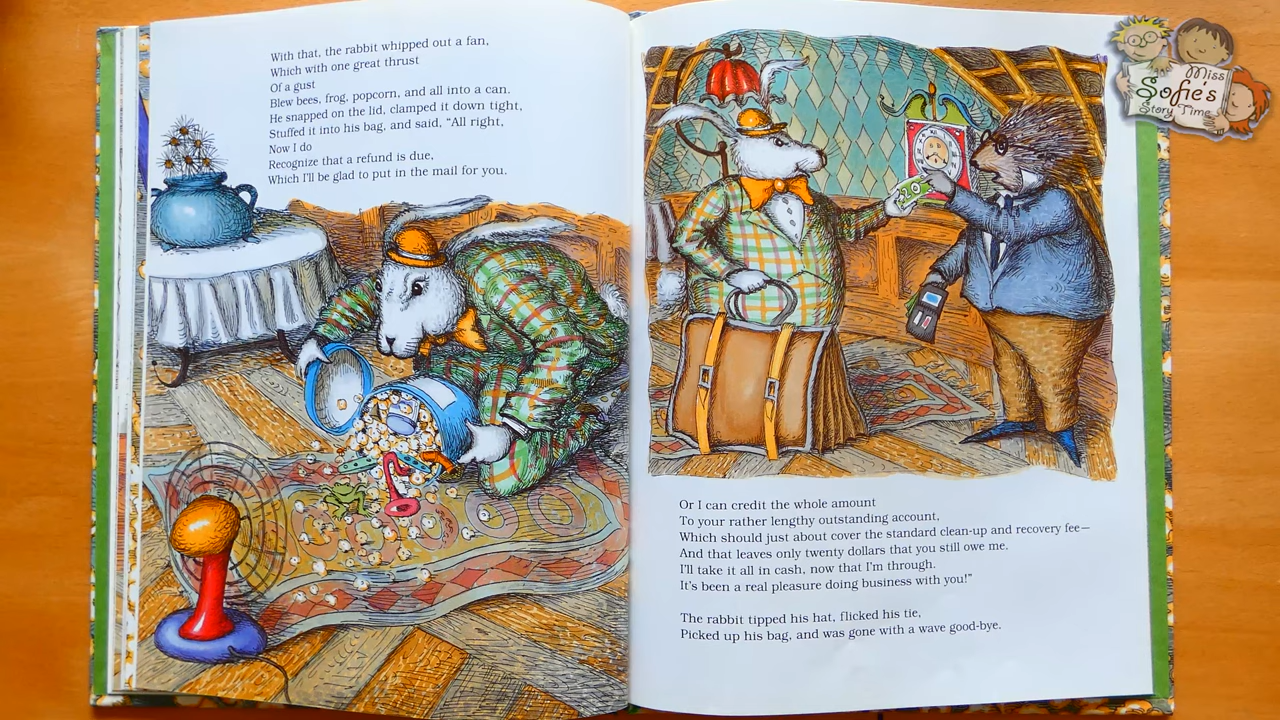 With that, the rabbit whipped out a fan,
Which with one great thrust
Of a gust
Blew bees, frog, popcorn, and all into a can.
He snapped on the lid, clamped it down tight,
Stuffed it into his bag, and said, “All right,
Now I do
Recognize that a refund is due,
Which I'll be glad to put in the mail for you.
Or I can credit the whole amount
To your rather lengthy outstanding account,
Which should just about cover the standard clean-up and recovery fee—
And that leaves only twenty dollars that you still owe me.
I'll take it all in cash, now that I'm through.
It's been a real pleasure doing business with you!”
The rabbit tipped his hat, flicked his tie,
Picked up his bag, and was gone with a wave good-bye.
Miss
Sofie's
Story Time
20